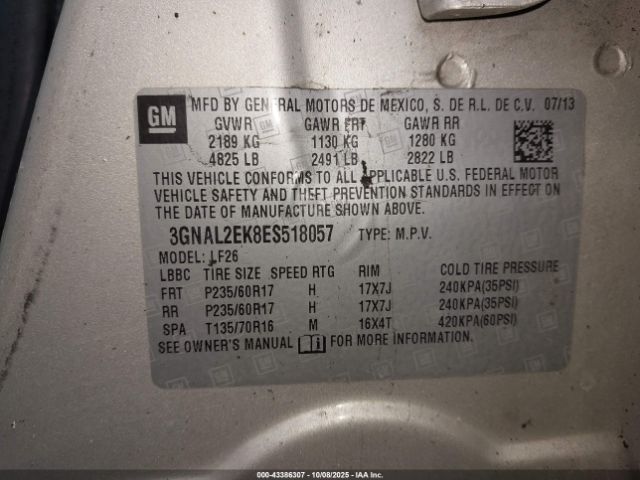 GM
MFD BY GENERAL MOTORS DE MEXICO, S. DE R.L. DE C.V. 07/13
GVWR GAWR FRT GAWR RR
2189 KG 1130 KG 1280 KG
4825 LB 2491 LB 2822 LB
THIS VEHICLE CONFORMS TO ALL APPLICABLE U.S. FEDERAL MOTOR
VEHICLE SAFETY AND THEFT PREVENTION STANDARDS IN EFFECT ON
THE DATE OF MANUFACTURE SHOWN ABOVE.
3GNAL2EK8ES518057 TYPE: M.P.V.
MODEL: LF26
LBBC TIRE SIZE SPEED RTG RIM COLD TIRE PRESSURE
FRT P235/60R17 H 17X7J 240KPA(35PSI)
RR P235/60R17 H 17X7J 240KPA(35PSI)
SPA T135/70R16 M 16X4T 420KPA(60PSI)
SEE OWNER'S MANUAL FOR MORE INFORMATION.
000-43386307 - 10/08/2025 - IAA Inc.